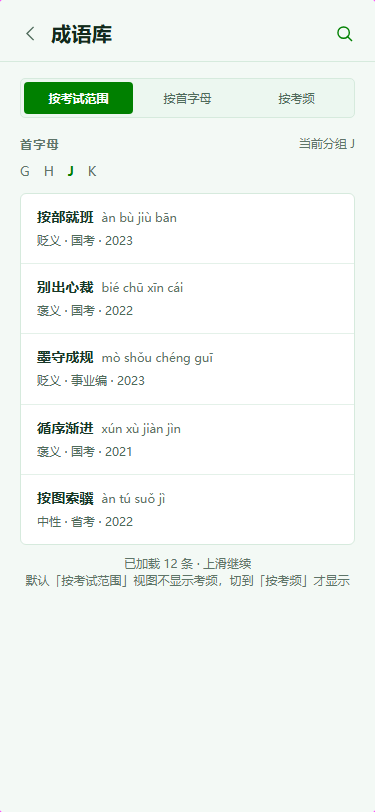 成语库
按考试范围 按首字母 按考频
首字母 当前分组 J
G H J K
按部就班 àn bù jiù bān
贬义 · 国考 · 2023
别出心裁 bié chū xīn cái
褒义 · 国考 · 2022
墨守成规 mò shǒu chéng guī
贬义 · 事业编 · 2023
循序渐进 xún xù jiàn jìn
褒义 · 国考 · 2021
按图索骥 àn tú suǒ jì
中性 · 省考 · 2022
已加载 12 条 · 上滑继续
默认「按考试范围」视图不显示考频，切到「按考频」才显示